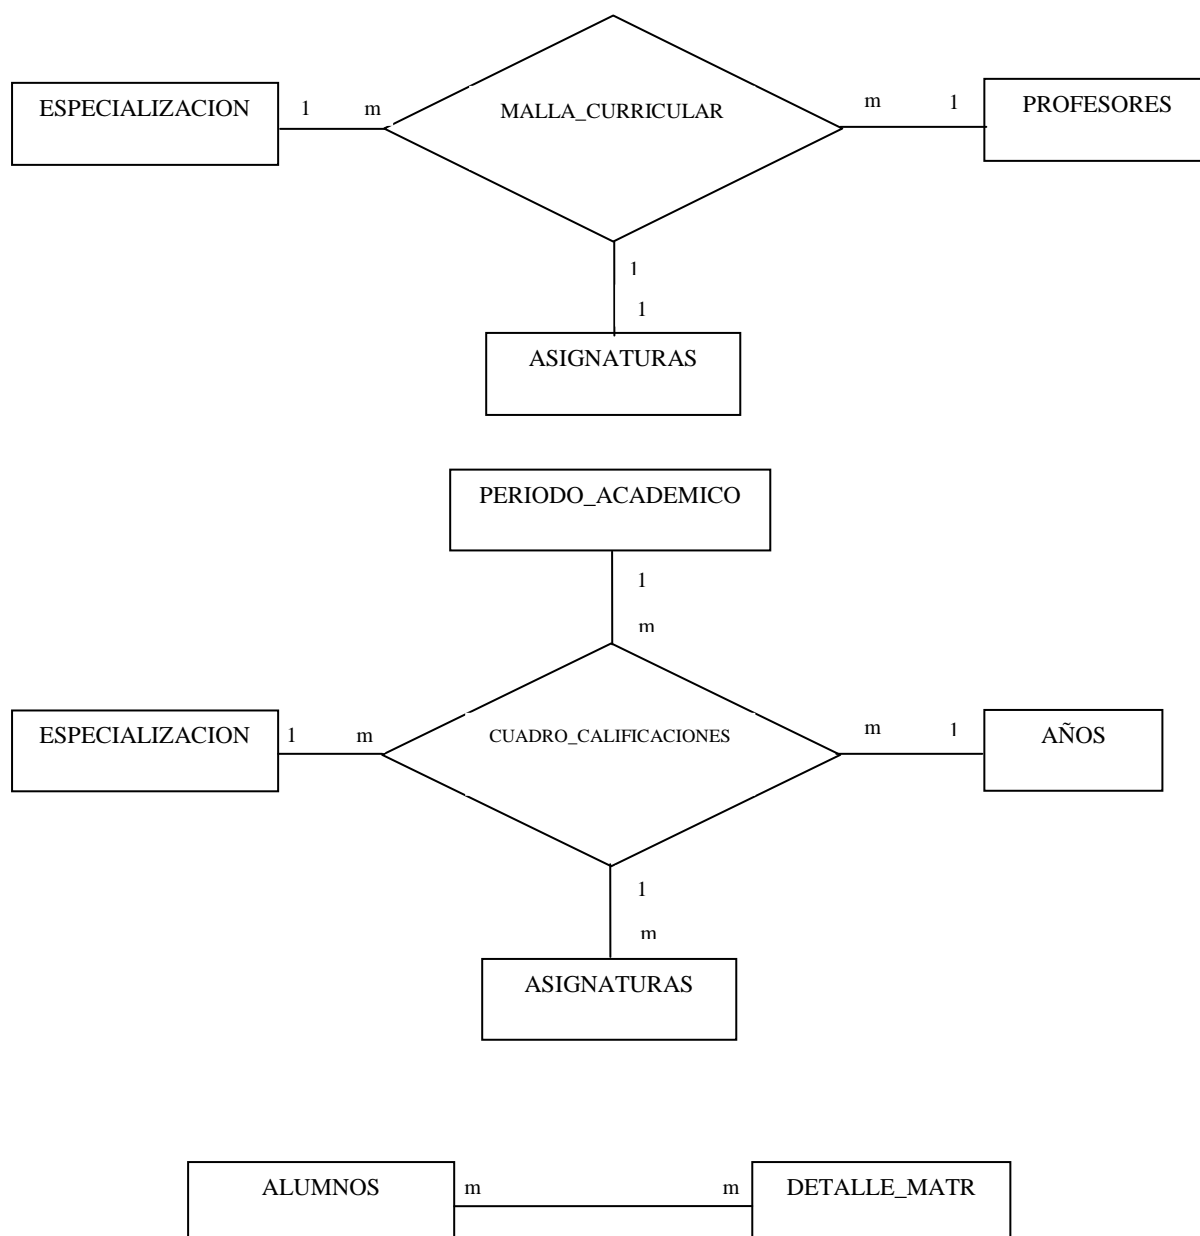 ESPECIALIZACION 1 m MALLA_CURRICULAR m 1 PROFESORES
1
1
ASIGNATURAS
PERIODO_ACADEMICO
1
m
ESPECIALIZACION 1 m CUADRO_CALIFICACIONES m 1 AÑOS
1
m
ASIGNATURAS
ALUMNOS m m DETALLE_MATR